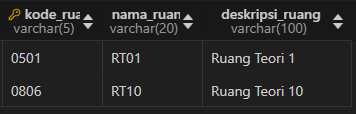 kode_rua nama_ruan deskripsi_ruang
varchar(5) varchar(20) varchar(100)
0501 RT01 Ruang Teori 1
0806 RT10 Ruang Teori 10